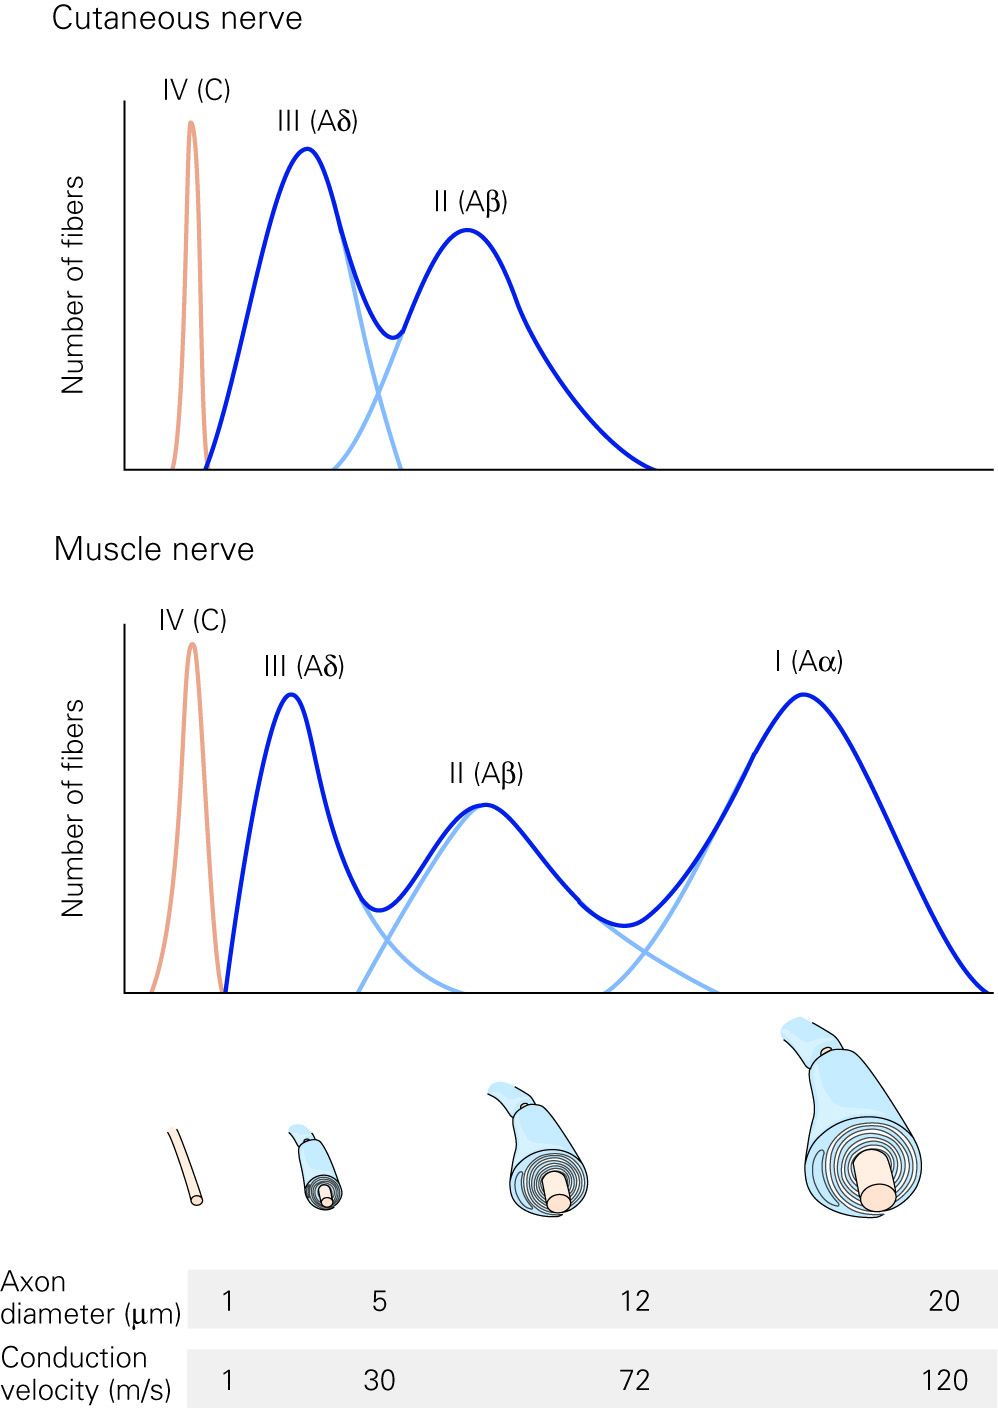 Cutaneous nerve
IV (C)
III (Aδ)
II (Aβ)
Number of fibers
Muscle nerve
IV (C)
III (Aδ)
I (Aα)
II (Aβ)
Number of fibers
Axon
diameter (μm) 1 5 12 20
Conduction
velocity (m/s) 1 30 72 120